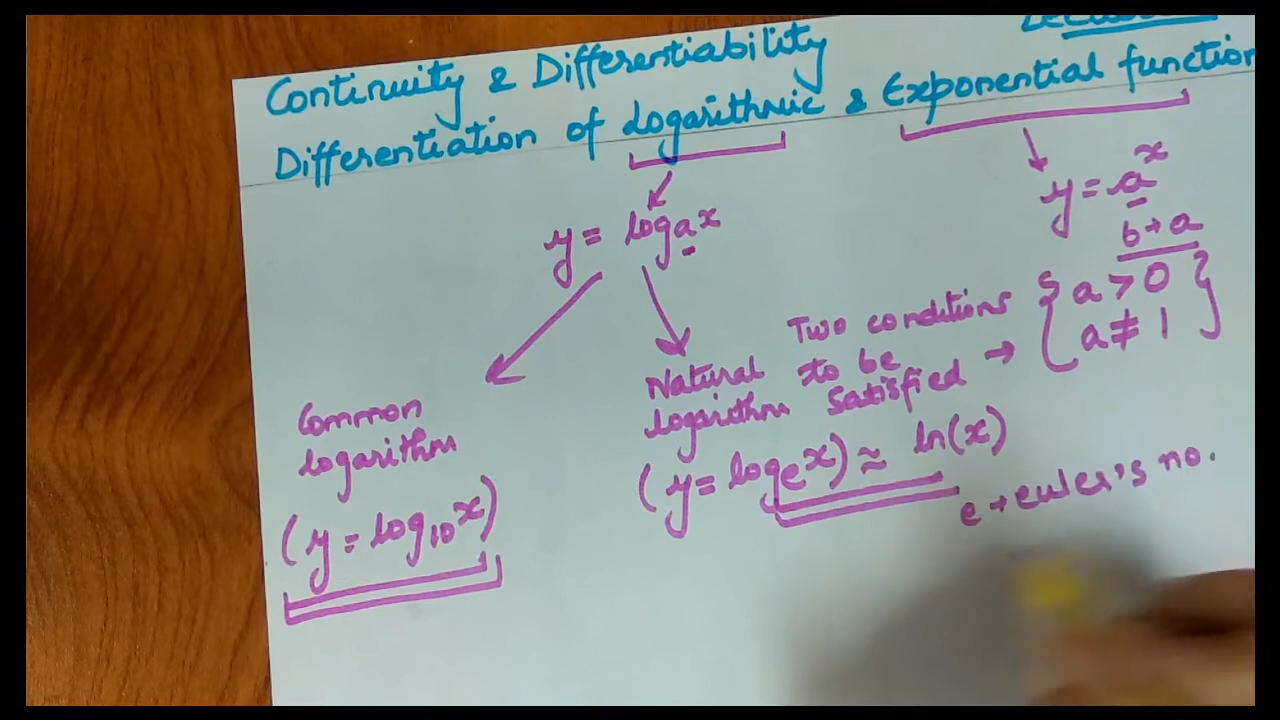 Continuity & Differentiability
Differentiation of Logarithmic & Exponential function
y = logₐx
y = aˣ
b → a
Two conditions
to be
satisfied →
{ a > 0
a ≠ 1 }
Common
logarithm
(y = log₁₀x)
Natural
logarithm
(y = logₑx) ≈ ln(x)
e → euler's no.